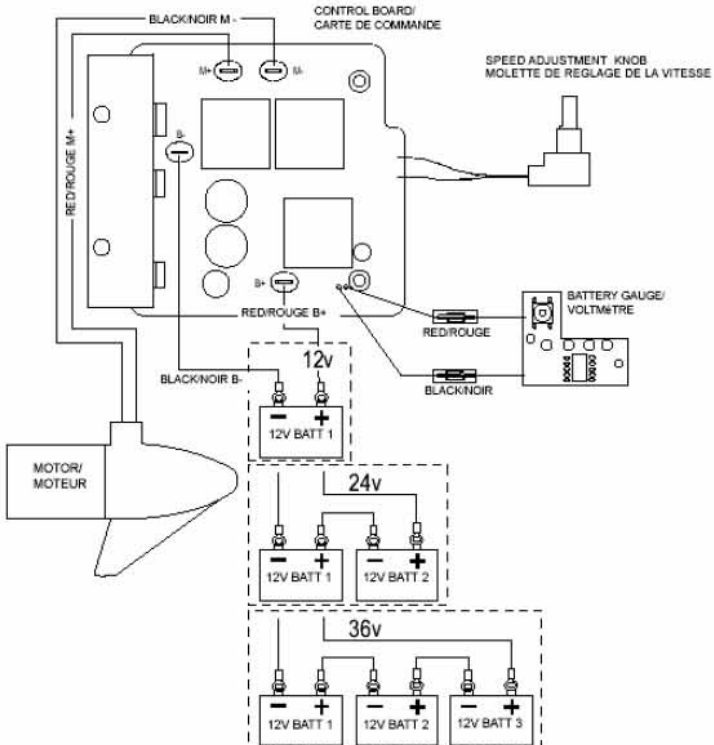 BLACK/NOIR M -
CONTROL BOARD/
CARTE DE COMMANDE
SPEED ADJUSTMENT KNOB
MOLETTE DE REGLAGE DE LA VITESSE
M+
M-
RED/ROUGE M+
B-
B+
RED/ROUGE B+
BATTERY GAUGE/
VOLTMèTRE
RED/ROUGE
BLACK/NOIR
BLACK/NOIR B-
12v
- +
12V BATT 1
MOTOR/
MOTEUR
24v
- + - +
12V BATT 1 12V BATT 2
36v
- + - + - +
12V BATT 1 12V BATT 2 12V BATT 3